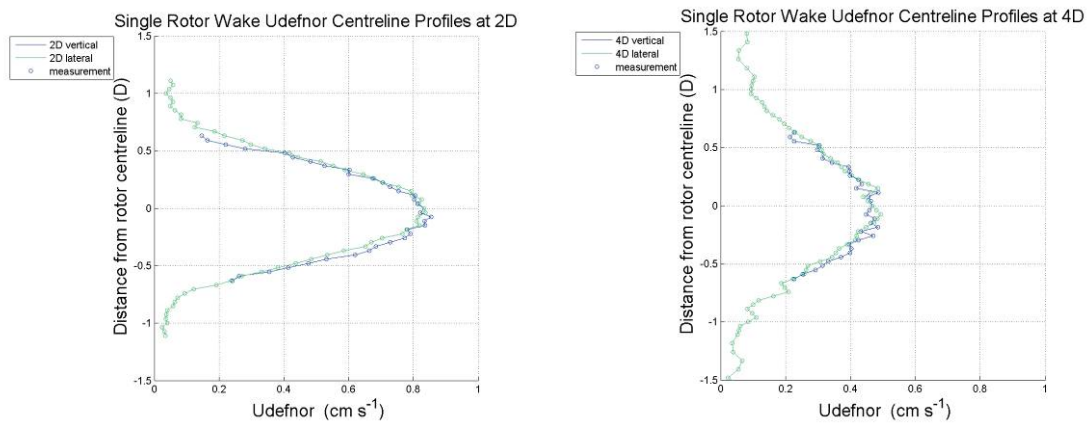 Single Rotor Wake Udefnor Centreline Profiles at 2D
2D vertical
2D lateral
measurement
Distance from rotor centreline (D)
1.5
1
0.5
0
-0.5
-1
-1.5
0 0.2 0.4 0.6 0.8 1
Udefnor (cm s⁻¹)
Single Rotor Wake Udefnor Centreline Profiles at 4D
4D vertical
4D lateral
measurement
Distance from rotor centreline (D)
1.5
1
0.5
0
-0.5
-1
-1.5
0 0.2 0.4 0.6 0.8 1
Udefnor (cm s⁻¹)